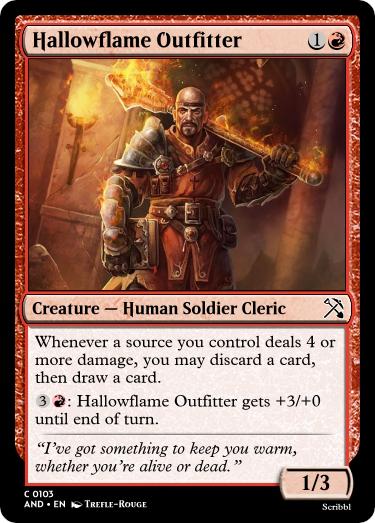 Hallowflame Outfitter 1
Creature — Human Soldier Cleric
Whenever a source you control deals 4 or
more damage, you may discard a card,
then draw a card.
3 : Hallowflame Outfitter gets +3/+0
until end of turn.
“I’ve got something to keep you warm,
whether you’re alive or dead.”
1/3
C 0103
AND • EN Trefle-Rouge
Scribbl